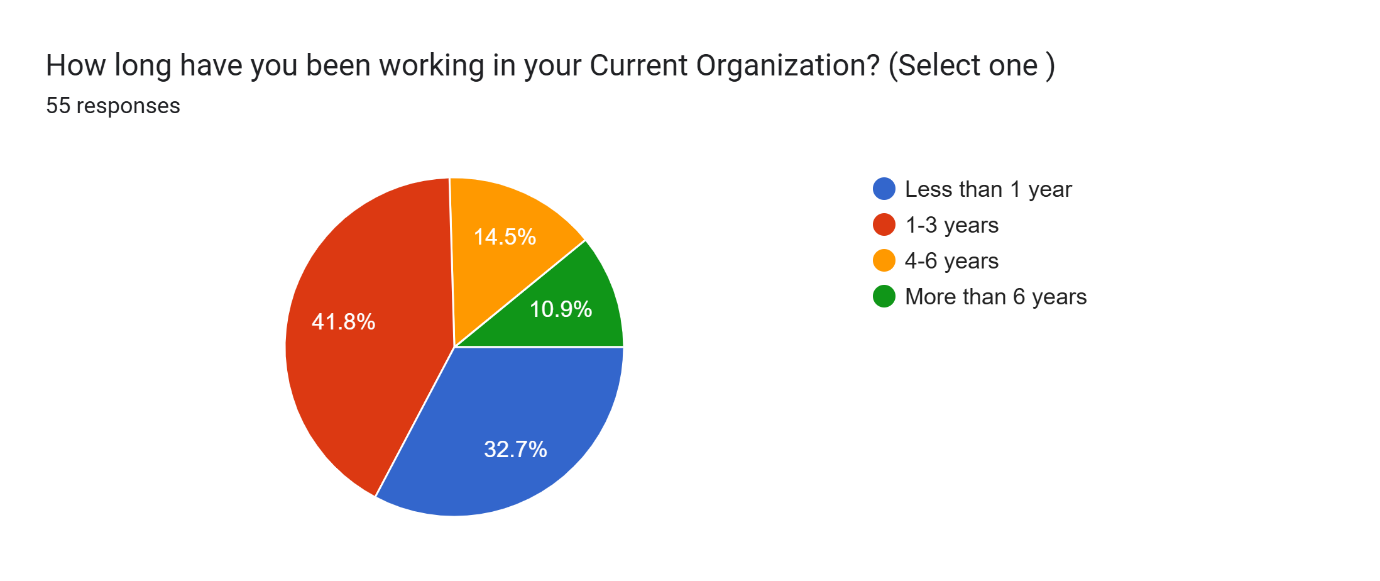 How long have you been working in your Current Organization? (Select one )
55 responses
14.5%
10.9%
41.8%
32.7%
Less than 1 year
1-3 years
4-6 years
More than 6 years